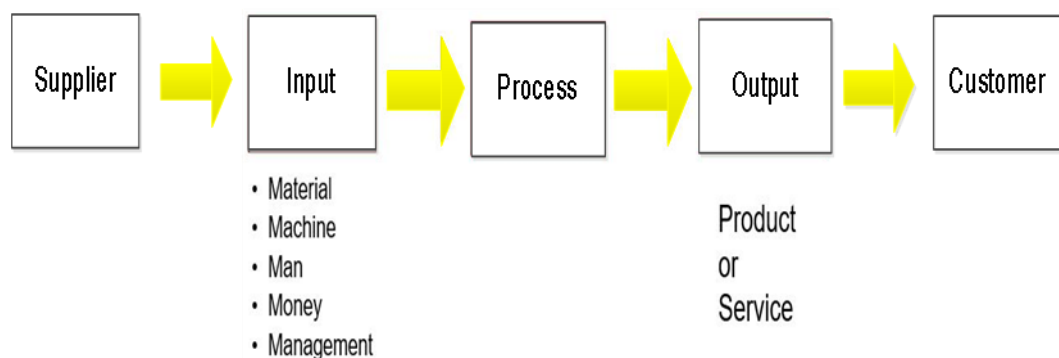 Supplier
Input
Process
Output
Customer
• Material
• Machine
• Man
• Money
• Management
Product
or
Service